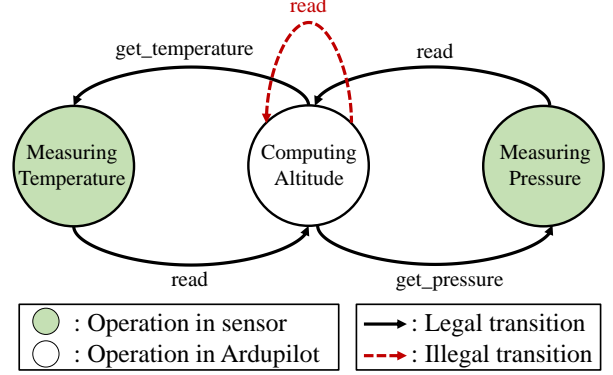 read
get_temperature
read
Measuring
Temperature
Computing
Altitude
Measuring
Pressure
read
get_pressure
: Operation in sensor
: Operation in Ardupilot
: Legal transition
: Illegal transition